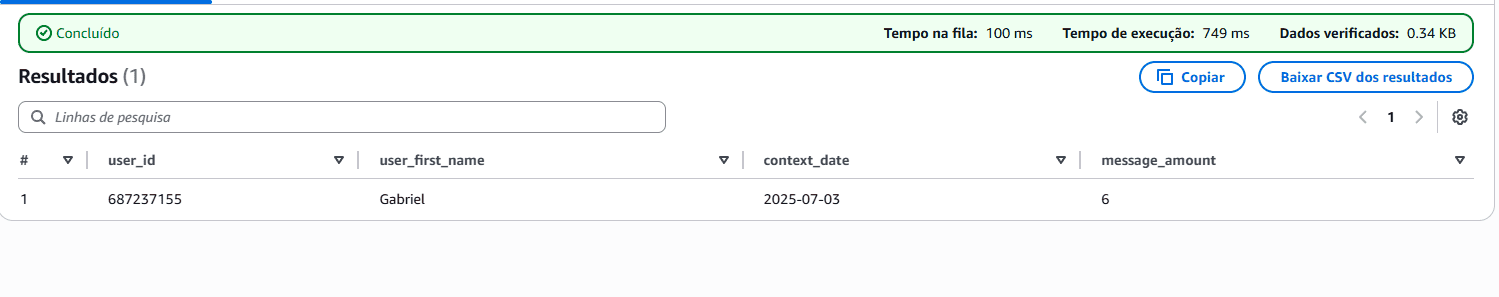 Concluído Tempo na fila: 100 ms Tempo de execução: 749 ms Dados verificados: 0.34 KB
Resultados (1) Copiar Baixar CSV dos resultados
Linhas de pesquisa 1
# user_id user_first_name context_date message_amount
1 687237155 Gabriel 2025-07-03 6